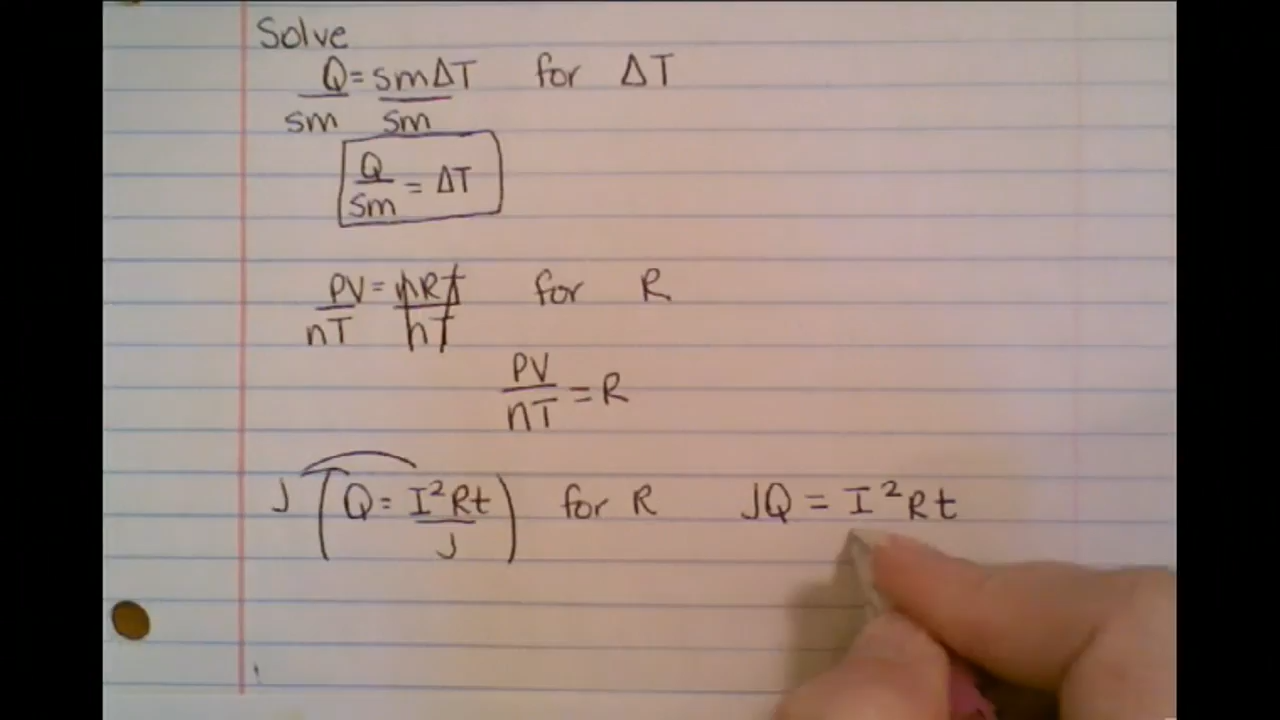 Solve
Q = smΔT for ΔT
sm sm
Q
sm = ΔT
PV = nRt for R
nT nT
PV
nT = R
J ( Q = I²Rt ) for R JQ = I²Rt
J